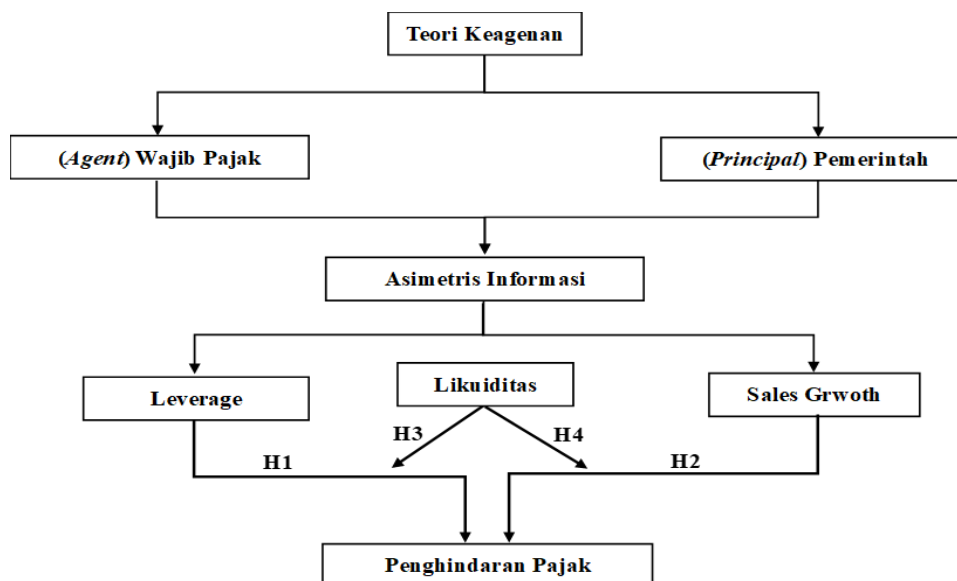 Teori Keagenan
(Agent) Wajib Pajak
(Principal) Pemerintah
Asimetris Informasi
Leverage
Likuiditas
Sales Grwoth
H3
H4
H1
H2
Penghindaran Pajak